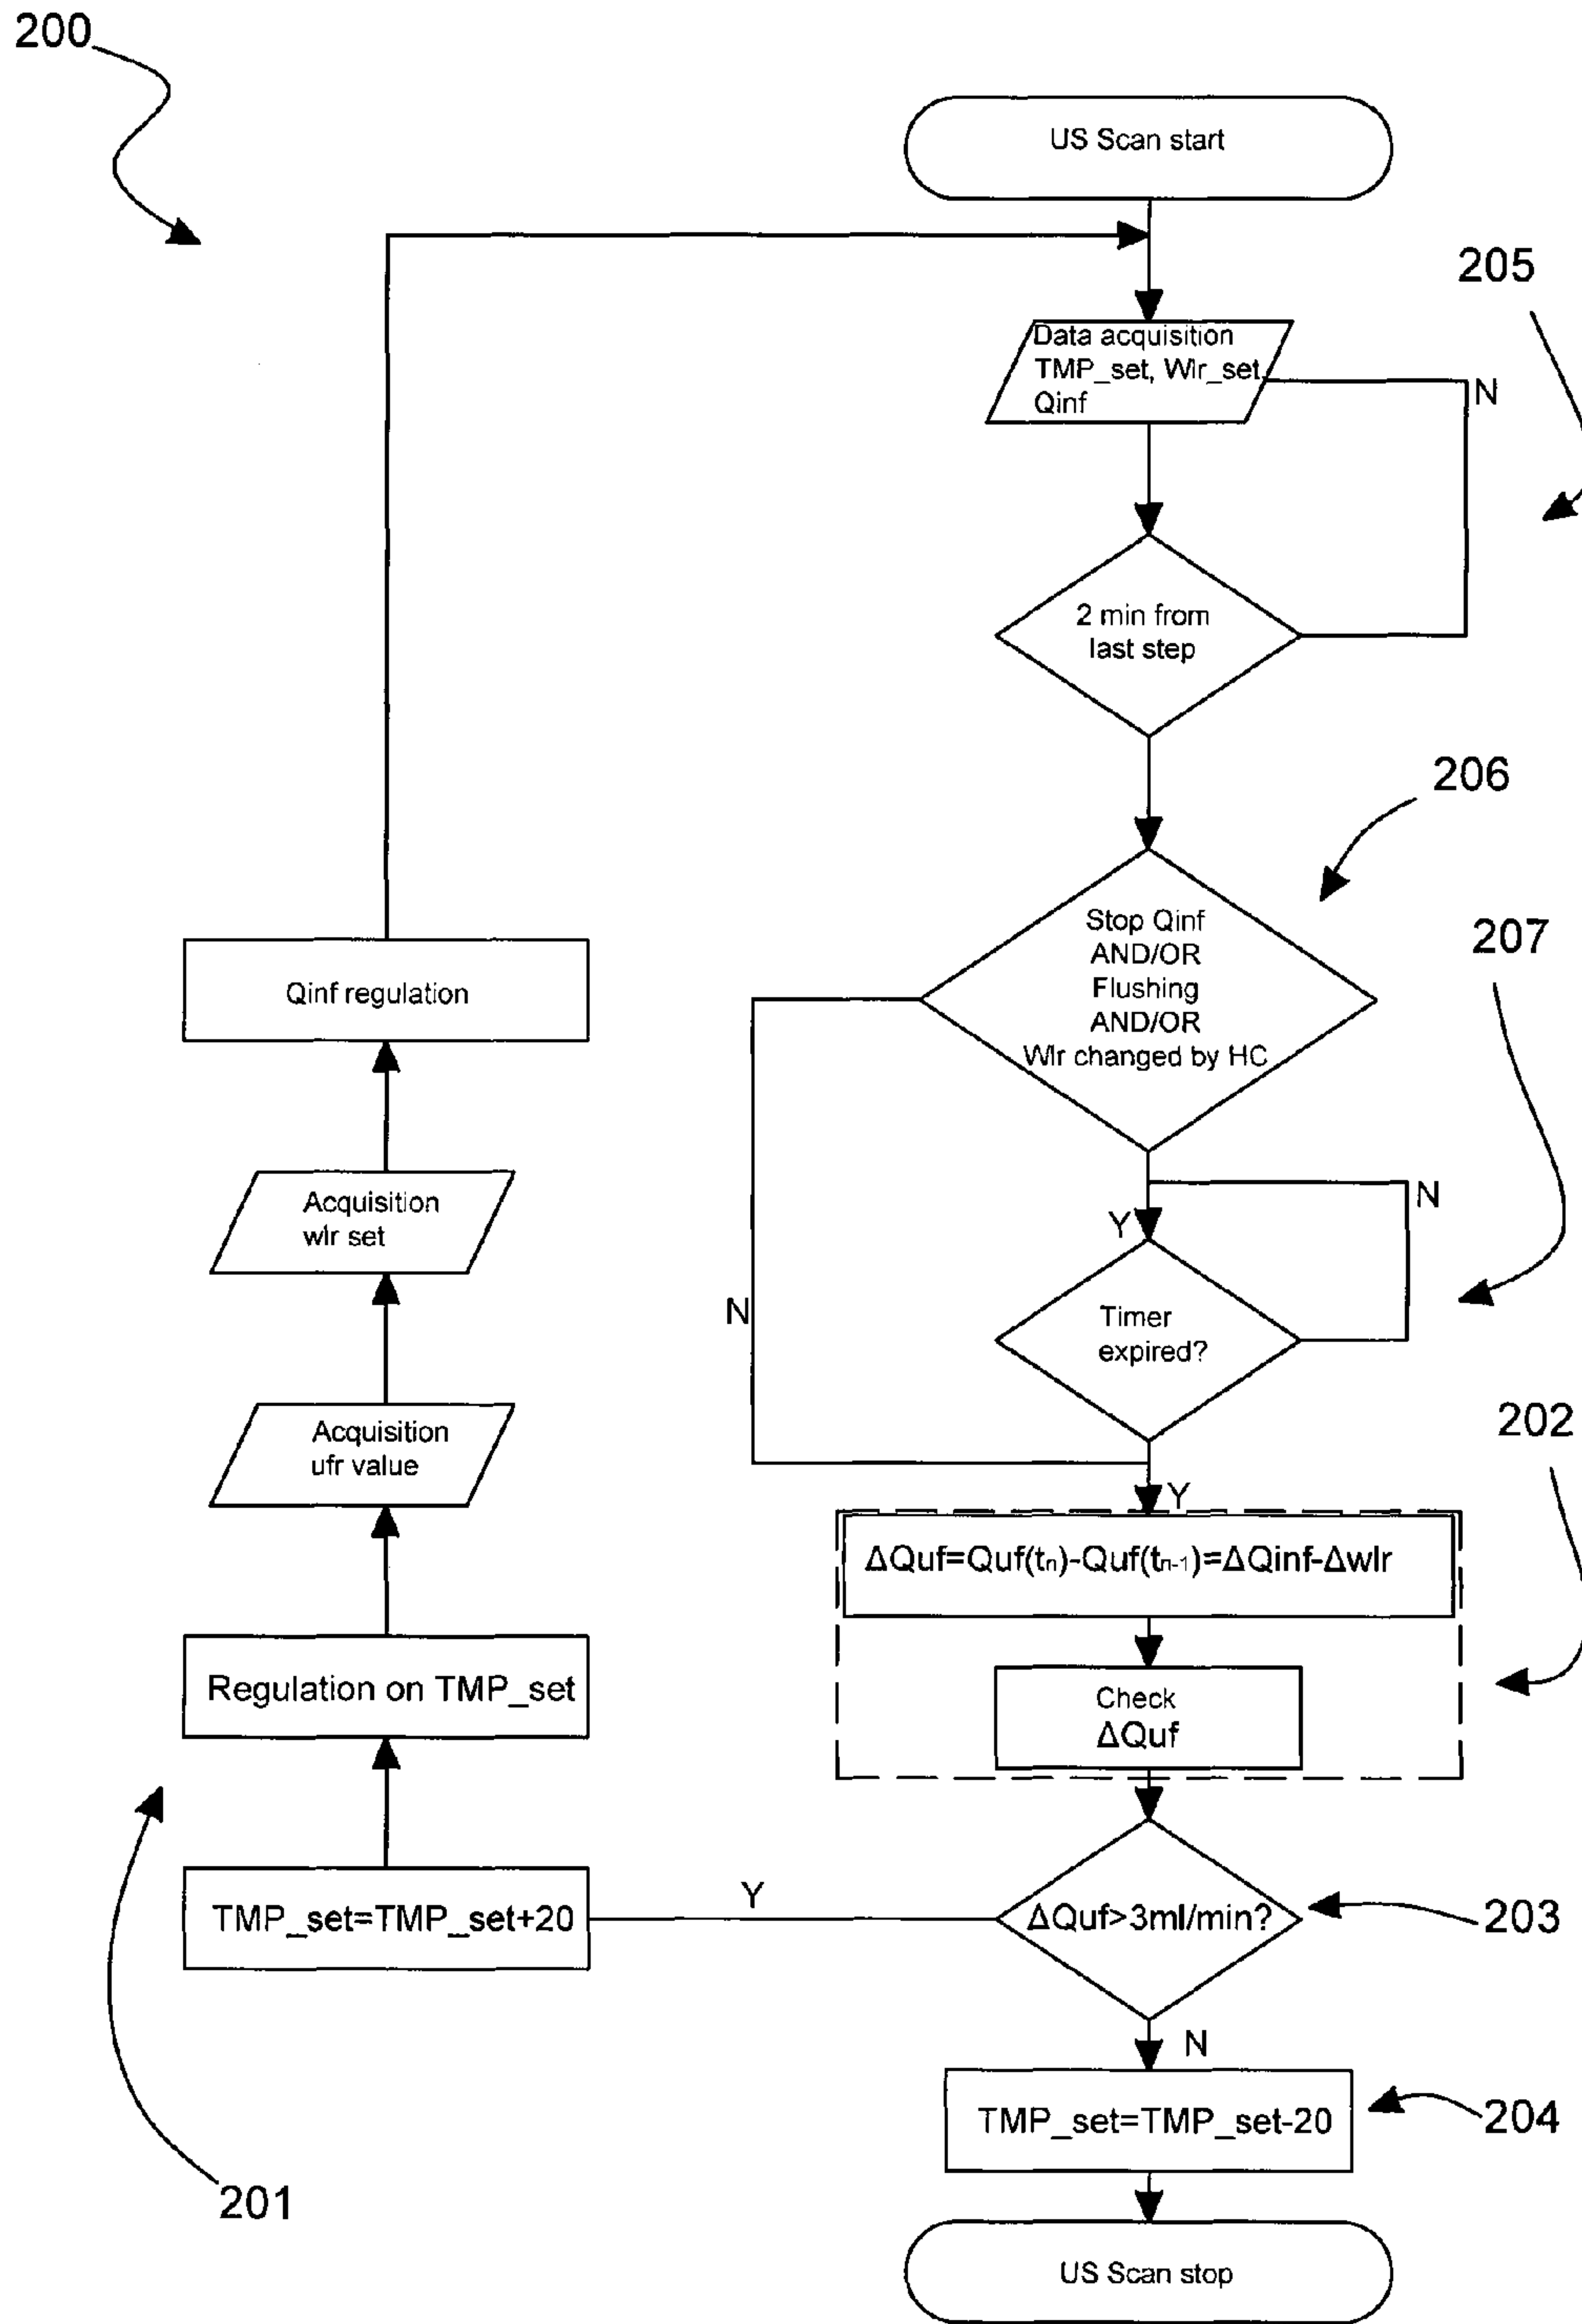 200
US Scan start
205
Data acquisition
TMP_set, Wlr_set,
Qinf
N
2 min from
last step
206
Stop Qinf
AND/OR
Flushing
AND/OR
Wlr changed by HC
207
Qinf regulation
N
Y
Acquisition
wlr set
N
Timer
expired?
202
Acquisition
ufr value
Y
ΔQuf=Quf(tn)-Quf(tn-1)=ΔQinf-Δwlr
Check
ΔQuf
Regulation on TMP_set
201
TMP_set=TMP_set+20
Y
ΔQuf>3ml/min?
203
N
TMP_set=TMP_set-20
204
US Scan stop